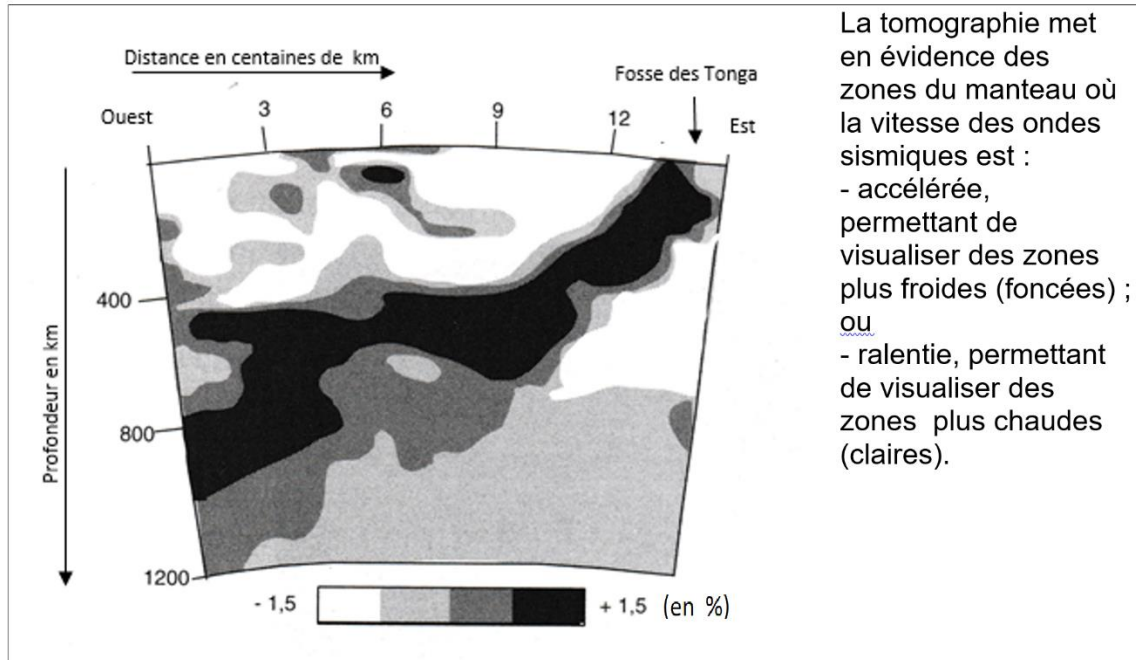 Distance en centaines de km
Fosse des Tonga
Ouest
3
6
9
12
Est
Profondeur en km
400
800
1200
- 1,5
+ 1,5 (en %)
La tomographie met
en évidence des
zones du manteau où
la vitesse des ondes
sismiques est :
- accélérée,
permettant de
visualiser des zones
plus froides (foncées) ;
ou
- ralentie, permettant
de visualiser des
zones plus chaudes
(claires).